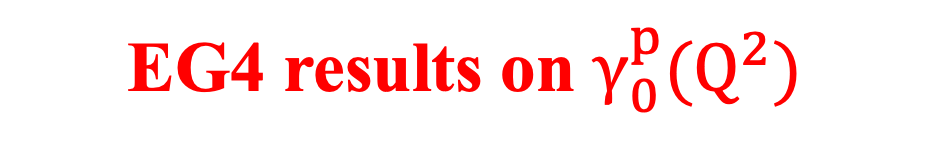 EG4 results on γ₀ᵖ(Q²)